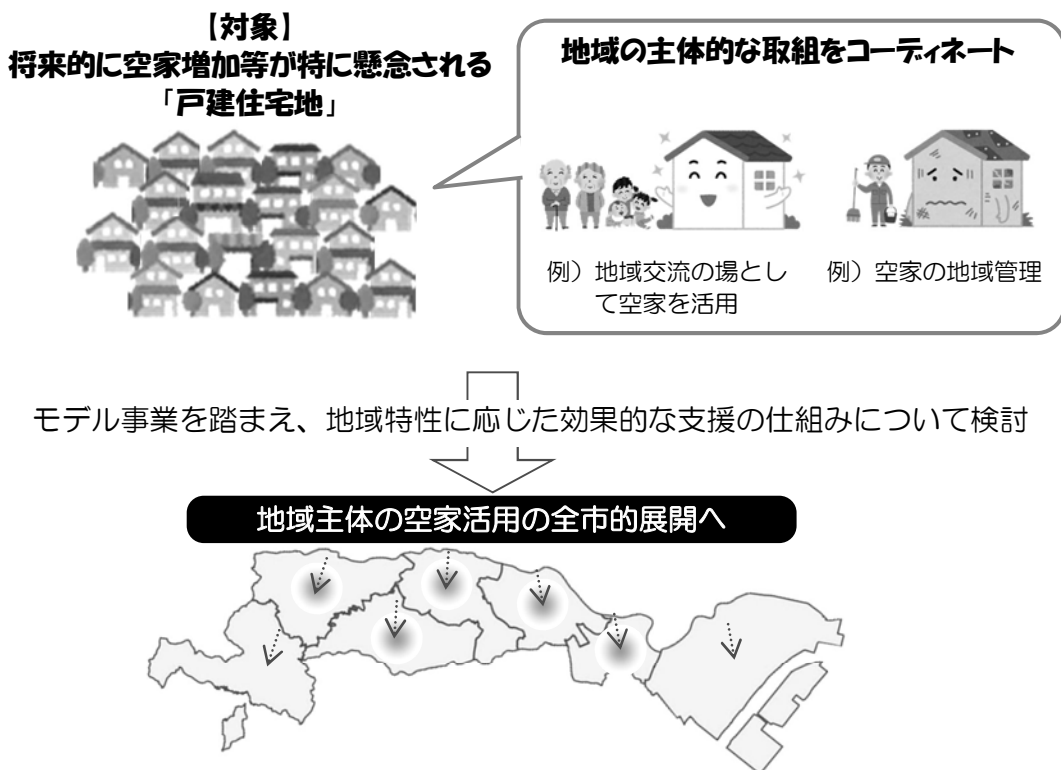 【対象】
将来的に空家増加等が特に懸念される
「戸建住宅地」
地域の主体的な取組をコーディネート
例）地域交流の場とし
て空家を活用
例）空家の地域管理
モデル事業を踏まえ、地域特性に応じた効果的な支援の仕組みについて検討
地域主体の空家活用の全市的展開へ